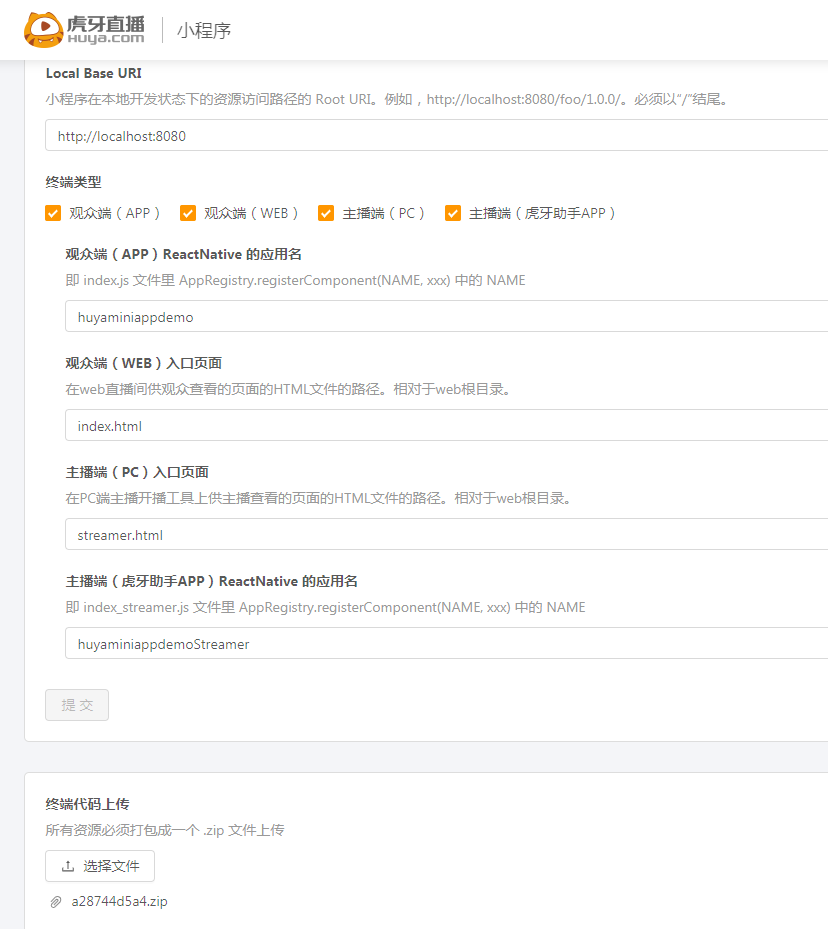 虎牙直播
HUYA.COM
小程序
Local Base URI
小程序在本地开发状态下的资源访问路径的 Root URI。例如，http://localhost:8080/foo/1.0.0/。必须以“/”结尾。
http://localhost:8080
终端类型
观众端（APP） 观众端（WEB） 主播端（PC） 主播端（虎牙助手APP）
观众端（APP）ReactNative 的应用名
即 index.js 文件里 AppRegistry.registerComponent(NAME, xxx) 中的 NAME
huyaminiappdemo
观众端（WEB）入口页面
在web直播间供观众查看的页面的HTML文件的路径。相对于web根目录。
index.html
主播端（PC）入口页面
在PC端主播开播工具上供主播查看的页面的HTML文件的路径。相对于web根目录。
streamer.html
主播端（虎牙助手APP）ReactNative 的应用名
即 index_streamer.js 文件里 AppRegistry.registerComponent(NAME, xxx) 中的 NAME
huyaminiappdemoStreamer
提 交
终端代码上传
所有资源必须打包成一个 .zip 文件上传
选择文件
a28744d5a4.zip